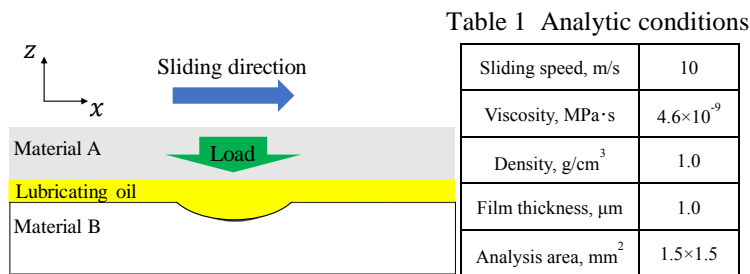 Table 1 Analytic conditions
z
x
Sliding direction
Material A
Load
Lubricating oil
Material B
Sliding speed, m/s 10
Viscosity, MPa·s 4.6×10⁻⁹
Density, g/cm³ 1.0
Film thickness, μm 1.0
Analysis area, mm² 1.5×1.5